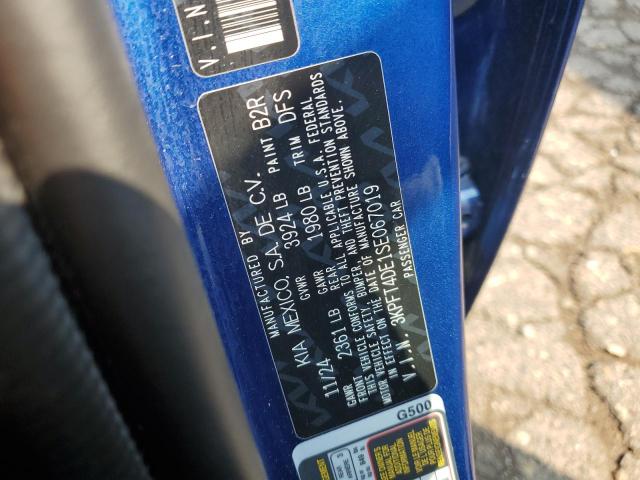 V.I.N
MANUFACTURED BY
KIA MEXICO, S.A. DE C.V.
GVWR 3924 LB PAINT B2R
11/24 GAWR 1980 LB TRIM DFS
GAWR 2361 LB REAR
CONFORMS TO ALL APPLICABLE U.S.A. FEDERAL
FRONT VEHICLE BUMPER, AND THEFT PREVENTION STANDARDS
THIS VEHICLE SAFETY,
MOTOR VEHICLE DATE OF MANUFACTURE SHOWN ABOVE.
IN EFFECT ON THE
V.I.N. 3KPFT4DE1SE067019
PASSENGER CAR
G500